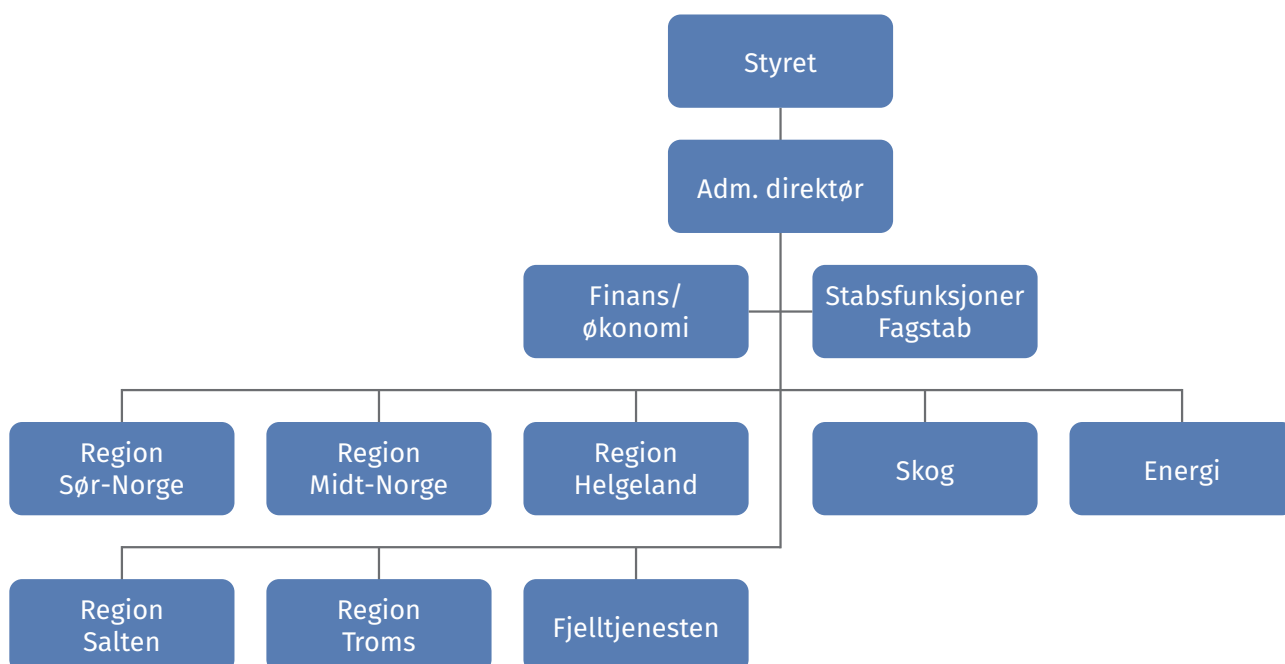 Styret
Adm. direktør
Finans/
økonomi
Stabsfunksjoner
Fagstab
Region
Sør-Norge
Region
Midt-Norge
Region
Helgeland
Skog
Energi
Region
Salten
Region
Troms
Fjelltjenesten